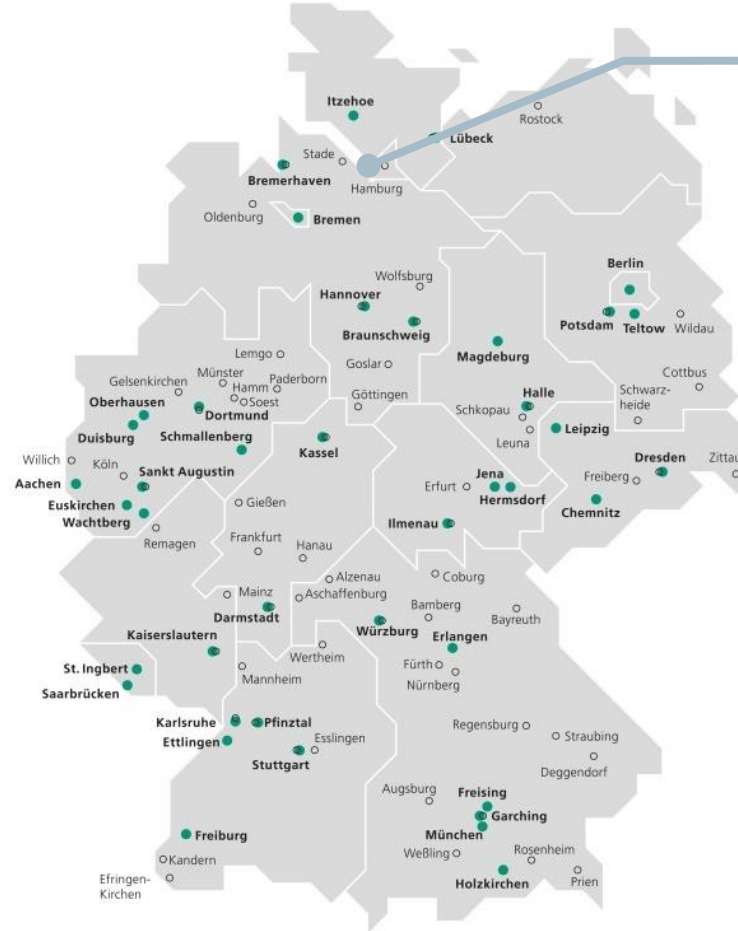 Itzehoe
Rostock
Lübeck
Stade
Bremerhaven
Hamburg
Oldenburg
Bremen
Berlin
Wolfsburg
Hannover
Potsdam
Teltow
Wildau
Braunschweig
Magdeburg
Lemgo
Goslar
Münster
Paderborn
Gelsenkirchen
Hamm
Cottbus
Oberhausen
Soest
Göttingen
Halle
Schwarz-
heide
Dortmund
Schkopau
Duisburg
Leipzig
Schmallenberg
Leuna
Kassel
Willich
Köln
Sankt Augustin
Jena
Dresden
Zittau
Aachen
Erfurt
Freiberg
Euskirchen
Gießen
Hermsdorf
Chemnitz
Wachtberg
Ilmenau
Remagen
Frankfurt
Hanau
Alzenau
Coburg
Mainz
Aschaffenburg
Darmstadt
Bamberg
Bayreuth
Würzburg
Kaiserslautern
Erlangen
Wertheim
St. Ingbert
Mannheim
Fürth
Nürnberg
Saarbrücken
Karlsruhe
Pfinztal
Regensburg
Straubing
Ettlingen
Esslingen
Stuttgart
Deggendorf
Augsburg
Freising
Garching
Freiburg
München
Weßling
Rosenheim
Kandern
Efringen-
Kirchen
Holzkirchen
Prien